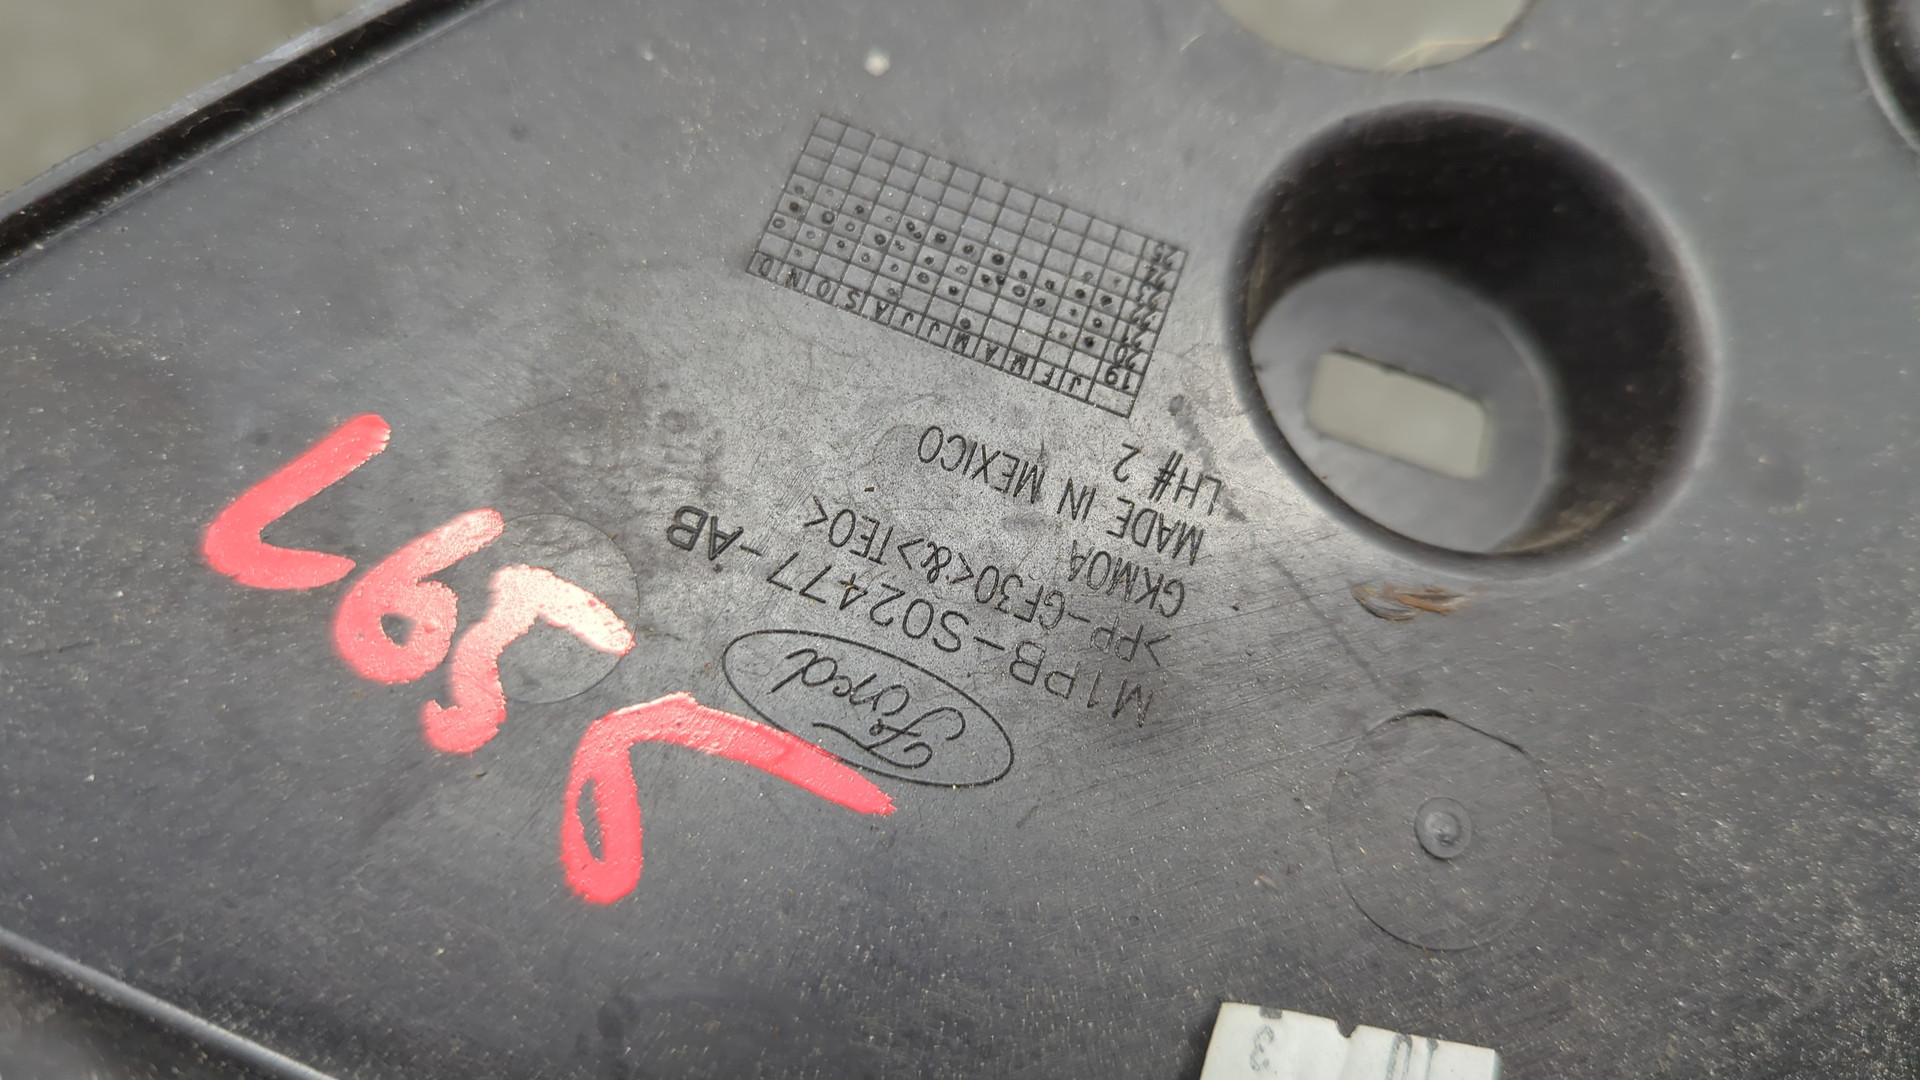 Ford
M1PB-S02477-AB
>PP-GF30<&>TEO<
GKM0A
MADE IN MEXICO
LH# 2
J F M A M J J A S O N D
19
20
21
22
23
24
25